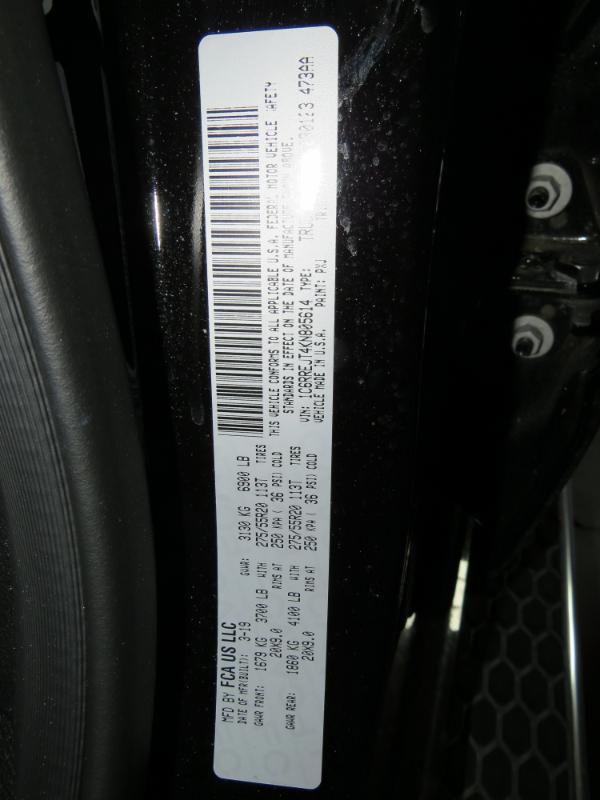 MFD BY FCA US LLC
DATE OF MFR(BUILT): 3-19 GVWR: 3130 KG 6900 LB
GAWR FRONT: 1679 KG 3700 LB WITH 275/55R20 113T TIRES
20X9.0 RIMS AT 250 KPA ( 36 PSI) COLD
GAWR REAR: 1860 KG 4100 LB WITH 275/55R20 113T TIRES
20X9.0 RIMS AT 250 KPA ( 36 PSI) COLD
THIS VEHICLE CONFORMS TO ALL APPLICABLE U.S.A. FEDERAL MOTOR VEHICLE SAFETY
STANDARDS IN EFFECT ON THE DATE OF MANUFACTURE SHOWN ABOVE.
VIN: 1C6RREJT4KN805614 TYPE: 473AA
VEHICLE MADE IN U.S.A. PAINT: PXJ